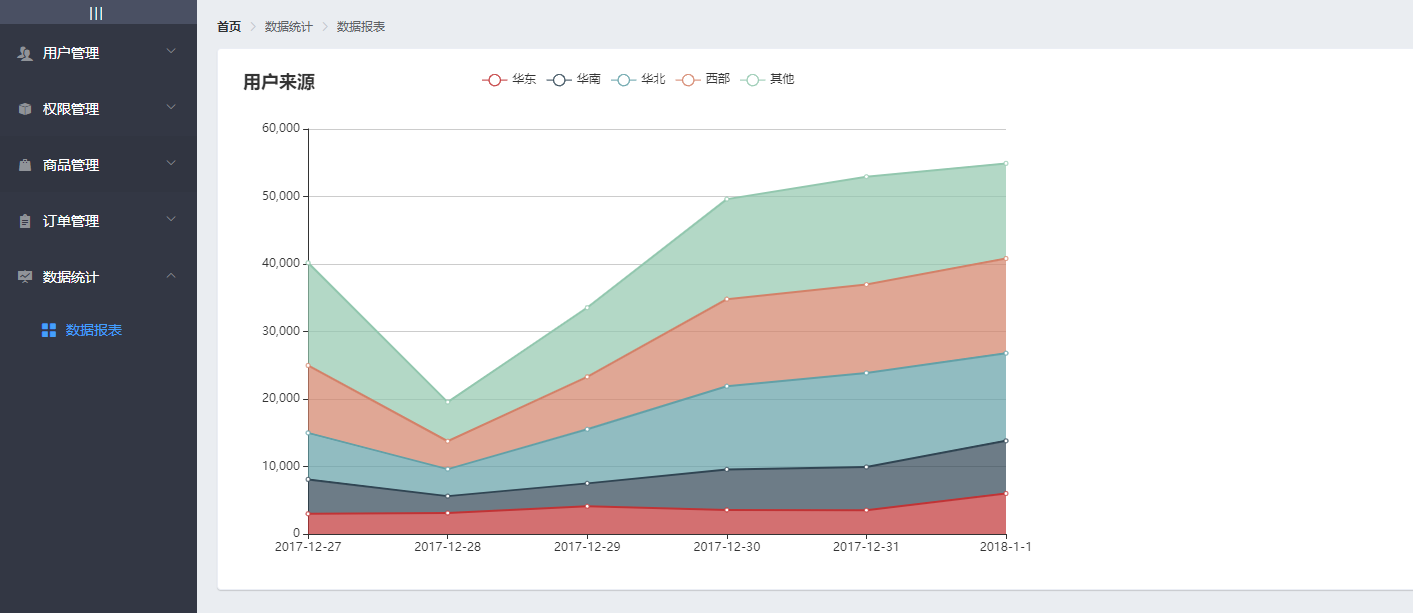 |||
用户管理
权限管理
商品管理
订单管理
数据统计
数据报表
首页 数据统计 数据报表
用户来源
华东 华南 华北 西部 其他
60,000
50,000
40,000
30,000
20,000
10,000
0
2017-12-27 2017-12-28 2017-12-29 2017-12-30 2017-12-31 2018-1-1